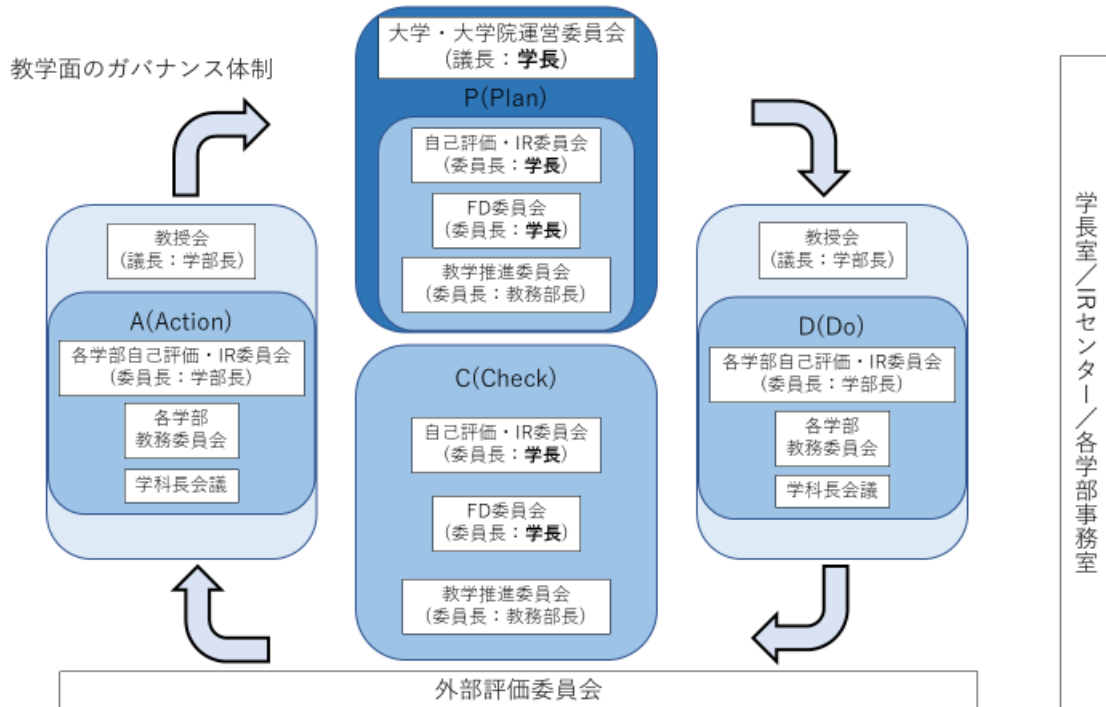 教学面のガバナンス体制
大学・大学院運営委員会
(議長：学長)
P(Plan)
自己評価・IR委員会
(委員長：学長)
FD委員会
(委員長：学長)
教学推進委員会
(委員長：教務部長)
教授会
(議長：学部長)
D(Do)
各学部自己評価・IR委員会
(委員長：学部長)
各学部
教務委員会
学科長会議
C(Check)
自己評価・IR委員会
(委員長：学長)
FD委員会
(委員長：学長)
教学推進委員会
(委員長：教務部長)
教授会
(議長：学部長)
A(Action)
各学部自己評価・IR委員会
(委員長：学部長)
各学部
教務委員会
学科長会議
外部評価委員会
学長室／IRセンター／各学部事務室